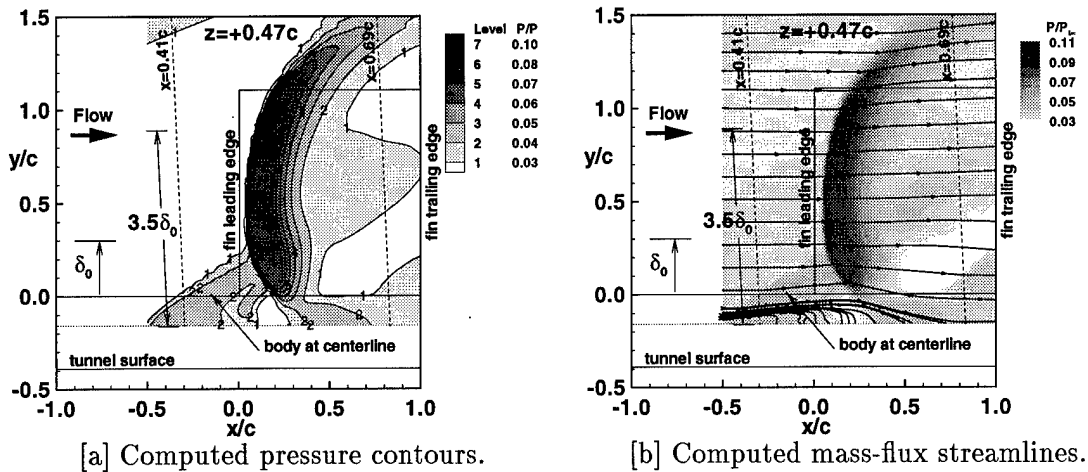 z=+0.47c
x=0.41c
x=0.69c
Flow
y/c
1.5
1.0
0.5
0.0
-0.5
3.5δ₀
δ₀
fin leading edge
fin trailing edge
body at centerline
tunnel surface
-1.0 -0.5 0.0 0.5 1.0
x/c
Level P/P
7 0.10
6 0.08
5 0.07
4 0.06
3 0.05
2 0.04
1 0.03
[a] Computed pressure contours.
z=+0.47c
x=0.41c
x=0.69c
Flow
y/c
1.5
1.0
0.5
0.0
-0.5
3.5δ₀
δ₀
fin leading edge
fin trailing edge
body at centerline
tunnel surface
-1.0 -0.5 0.0 0.5 1.0
x/c
0.11
0.09
0.07
0.05
0.03
[b] Computed mass-flux streamlines.